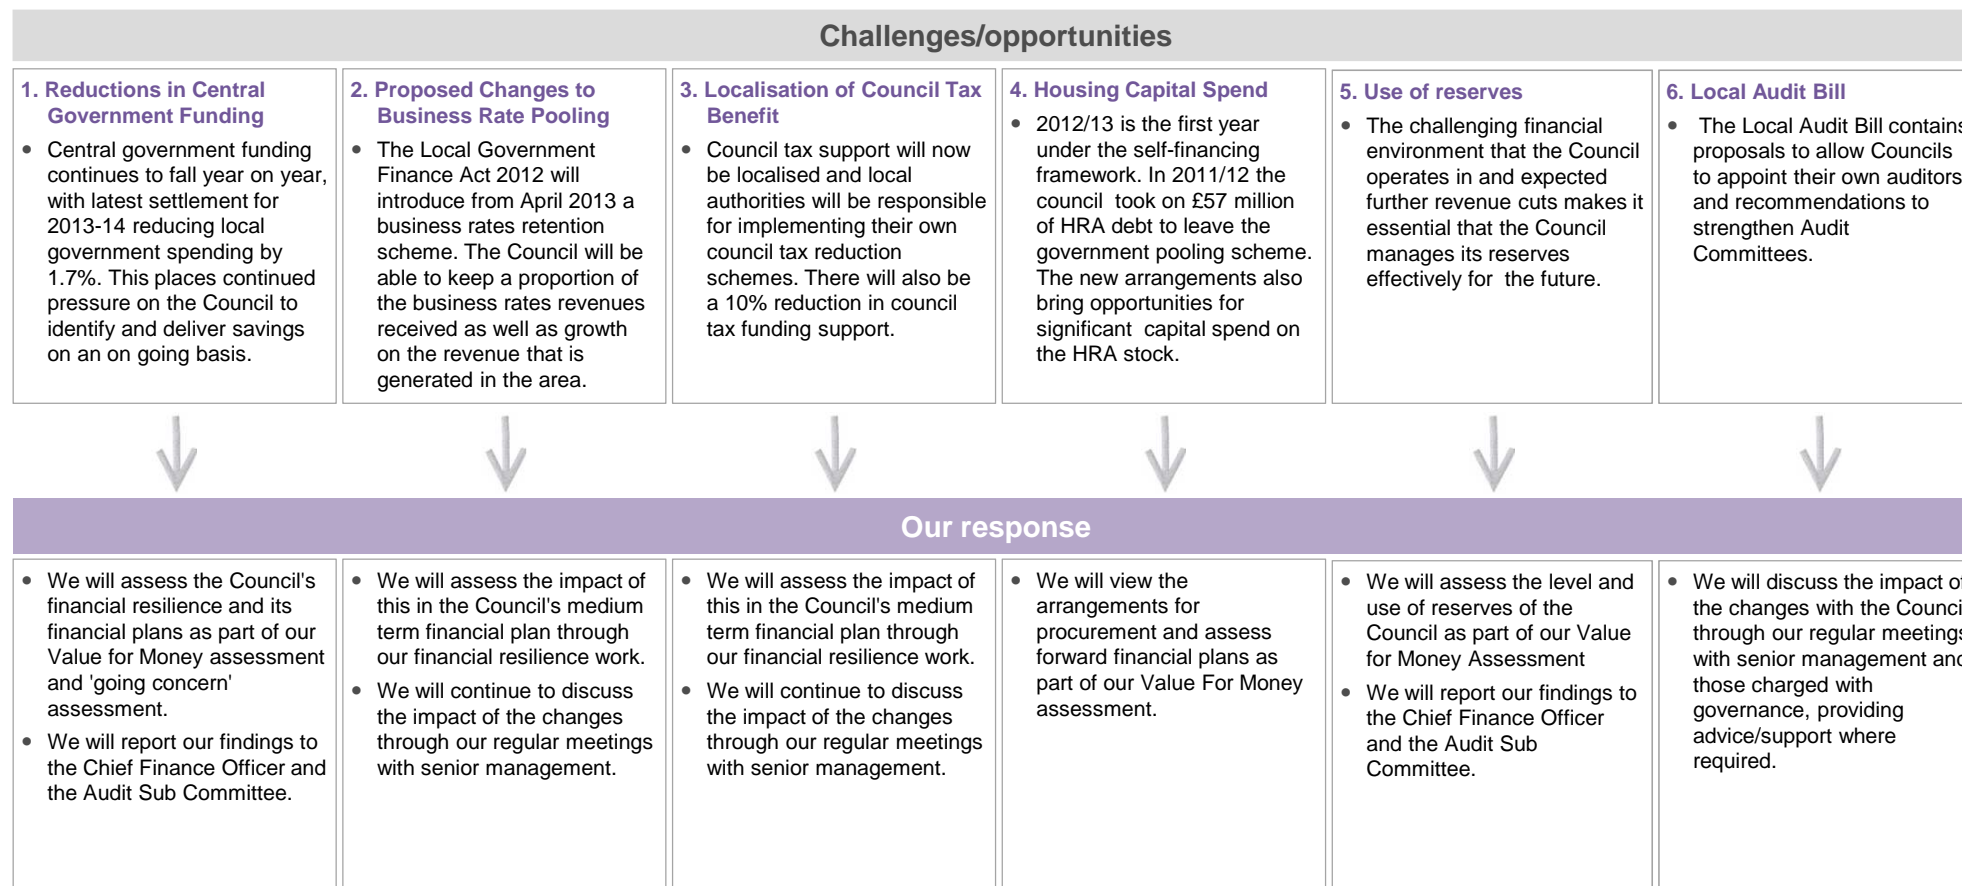 Challenges/opportunities
1. Reductions in Central
Government Funding
• Central government funding
continues to fall year on year,
with latest settlement for
2013-14 reducing local
government spending by
1.7%. This places continued
pressure on the Council to
identify and deliver savings
on an on going basis.
2. Proposed Changes to
Business Rate Pooling
• The Local Government
Finance Act 2012 will
introduce from April 2013 a
business rates retention
scheme. The Council will be
able to keep a proportion of
the business rates revenues
received as well as growth
on the revenue that is
generated in the area.
3. Localisation of Council Tax
Benefit
• Council tax support will now
be localised and local
authorities will be responsible
for implementing their own
council tax reduction
schemes. There will also be
a 10% reduction in council
tax funding support.
4. Housing Capital Spend
• 2012/13 is the first year
under the self-financing
framework. In 2011/12 the
council took on £57 million
of HRA debt to leave the
government pooling scheme.
The new arrangements also
bring opportunities for
significant capital spend on
the HRA stock.
5. Use of reserves
• The challenging financial
environment that the Council
operates in and expected
further revenue cuts makes it
essential that the Council
manages its reserves
effectively for the future.
6. Local Audit Bill
• The Local Audit Bill contains
proposals to allow Councils
to appoint their own auditors
and recommendations to
strengthen Audit
Committees.
Our response
• We will assess the Council's
financial resilience and its
financial plans as part of our
Value for Money assessment
and 'going concern'
assessment.
• We will report our findings to
the Chief Finance Officer and
the Audit Sub Committee.
• We will assess the impact of
this in the Council's medium
term financial plan through
our financial resilience work.
• We will continue to discuss
the impact of the changes
through our regular meetings
with senior management.
• We will assess the impact of
this in the Council's medium
term financial plan through
our financial resilience work.
• We will continue to discuss
the impact of the changes
through our regular meetings
with senior management.
• We will view the
arrangements for
procurement and assess
forward financial plans as
part of our Value For Money
assessment.
• We will assess the level and
use of reserves of the
Council as part of our Value
for Money Assessment
• We will report our findings to
the Chief Finance Officer
and the Audit Sub
Committee.
• We will discuss the impact of
the changes with the Council
through our regular meetings
with senior management and
those charged with
governance, providing
advice/support where
required.